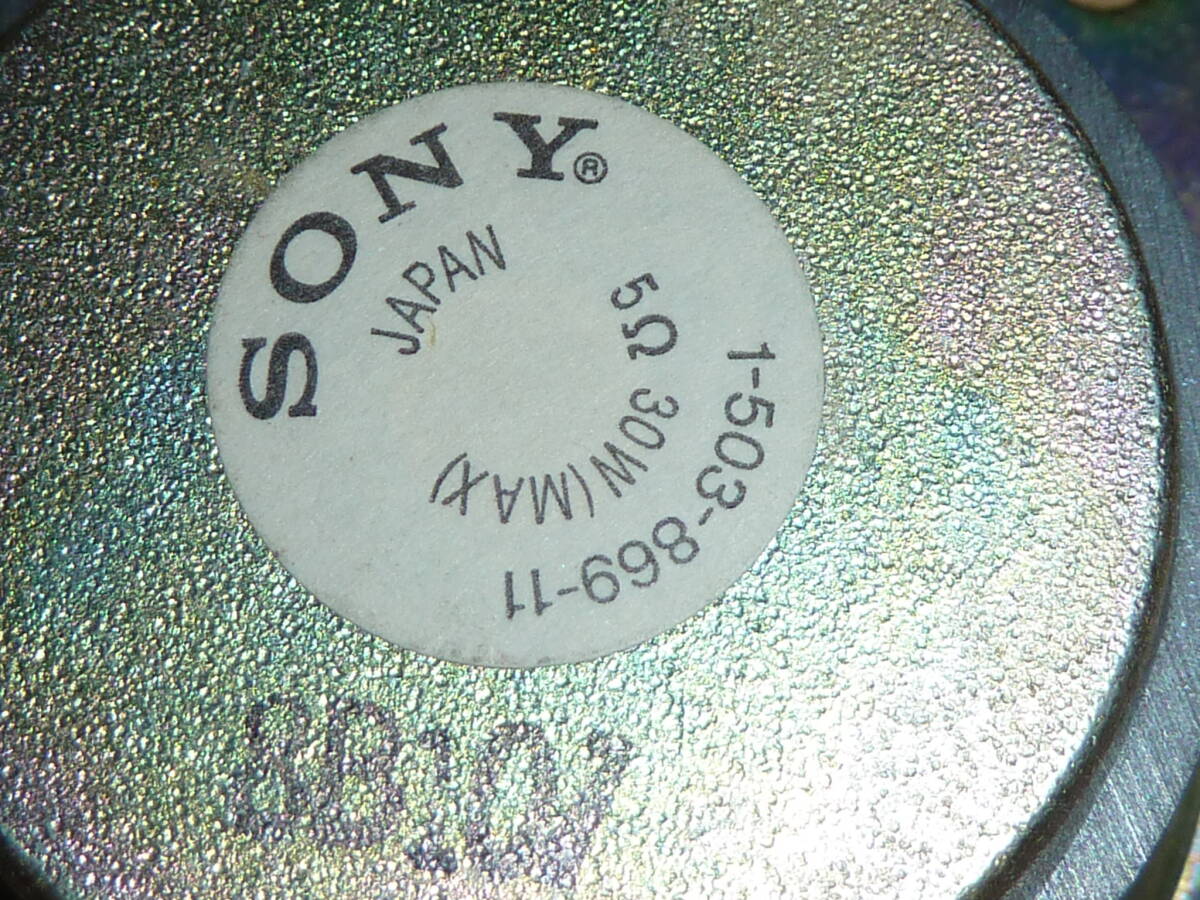 SONY®
JAPAN
5Ω 30W (MAX)
1-503-869-11